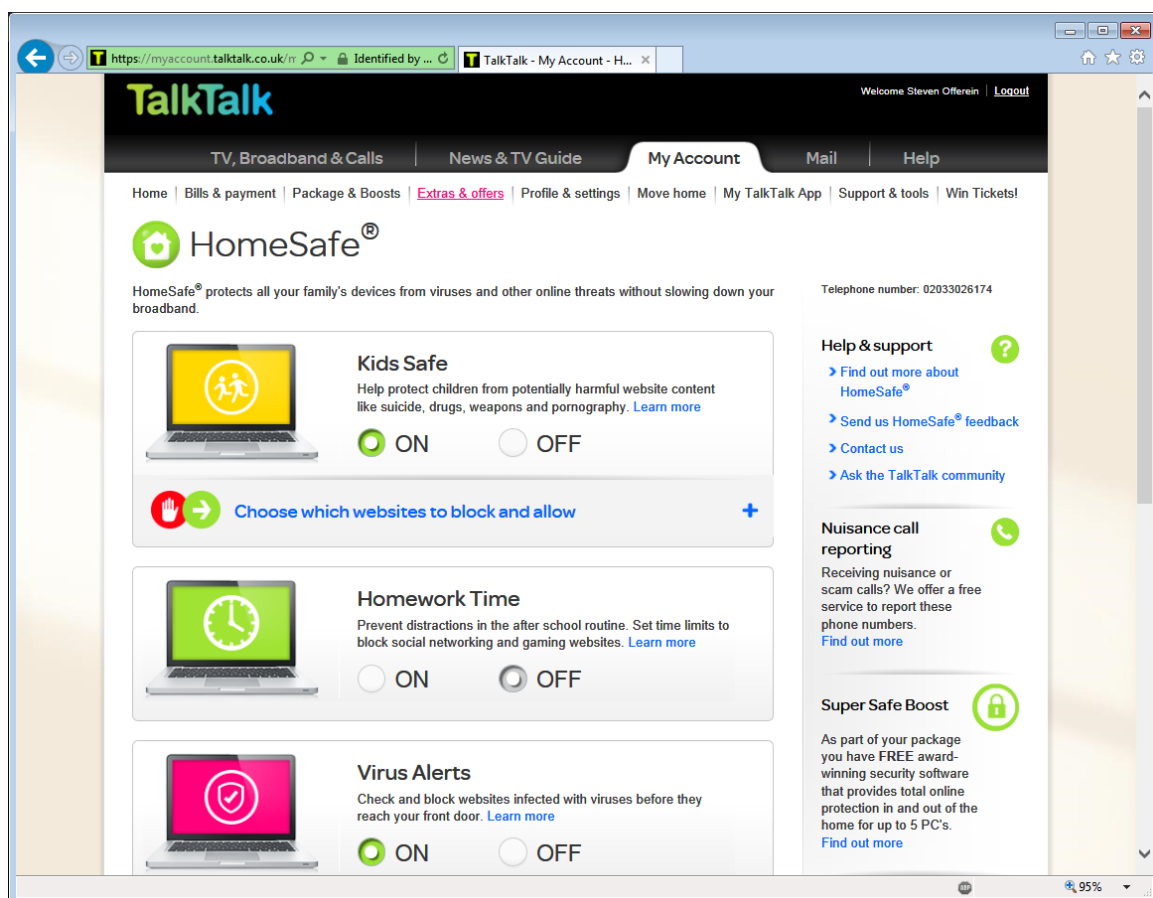 https://myaccount.talktalk.co.uk/m
Identified by ...
TalkTalk - My Account - H...
TalkTalk
Welcome Steven Offerein | Logout
TV, Broadband & Calls
News & TV Guide
My Account
Mail
Help
Home | Bills & payment | Package & Boosts | Extras & offers | Profile & settings | Move home | My TalkTalk App | Support & tools | Win Tickets!
HomeSafe®
HomeSafe® protects all your family's devices from viruses and other online threats without slowing down your
broadband.
Kids Safe
Help protect children from potentially harmful website content
like suicide, drugs, weapons and pornography. Learn more
ON
OFF
Choose which websites to block and allow
+
Homework Time
Prevent distractions in the after school routine. Set time limits to
block social networking and gaming websites. Learn more
ON
OFF
Virus Alerts
Check and block websites infected with viruses before they
reach your front door. Learn more
ON
OFF
Telephone number: 02033026174
Help & support
?
Find out more about
HomeSafe®
Send us HomeSafe® feedback
Contact us
Ask the TalkTalk community
Nuisance call
reporting
Receiving nuisance or
scam calls? We offer a free
service to report these
phone numbers.
Find out more
Super Safe Boost
As part of your package
you have FREE award-
winning security software
that provides total online
protection in and out of the
home for up to 5 PC's.
Find out more
95%